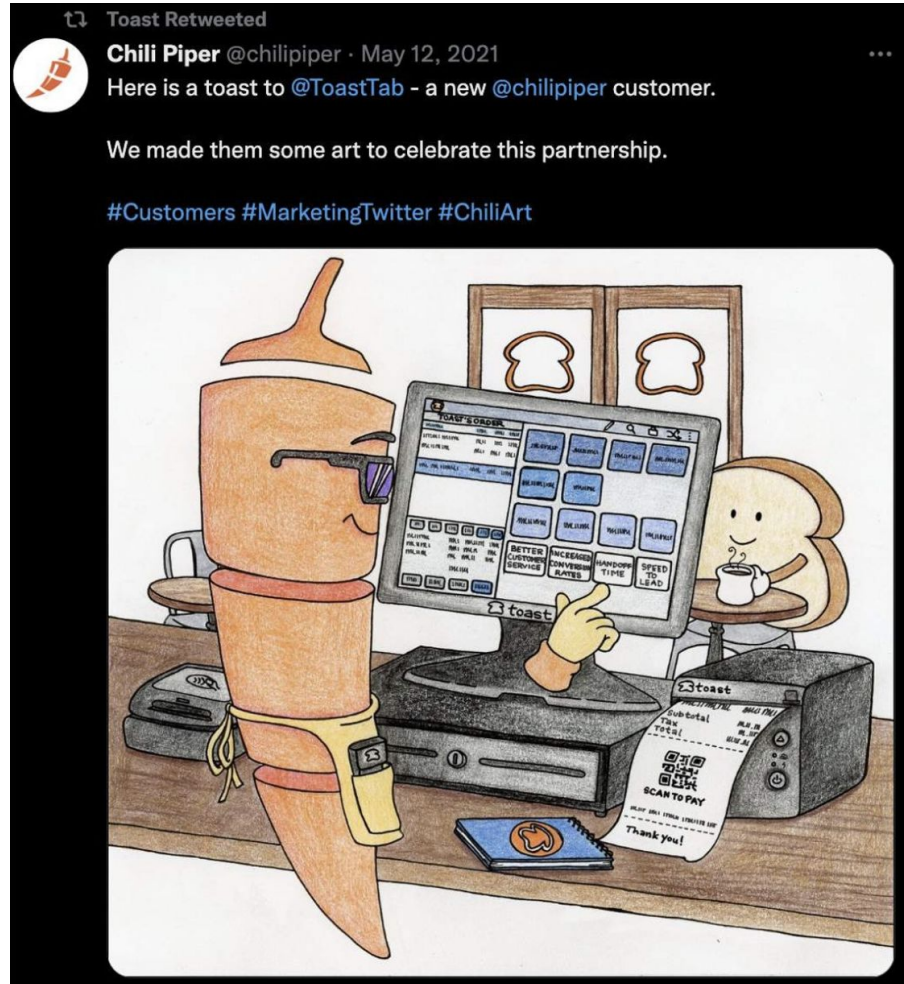 Toast Retweeted
Chili Piper @chilipiper · May 12, 2021
Here is a toast to @ToastTab - a new @chilipiper customer.
We made them some art to celebrate this partnership.
#Customers #MarketingTwitter #ChiliArt
TOAST'S ORDER
BETTER CUSTOMER SERVICE
INCREASED CONVERSION RATES
HANDOFF TIME
SPEED TO LEAD
toast
toast
Subtotal
Tax
Total
SCAN TO PAY
Thank you!